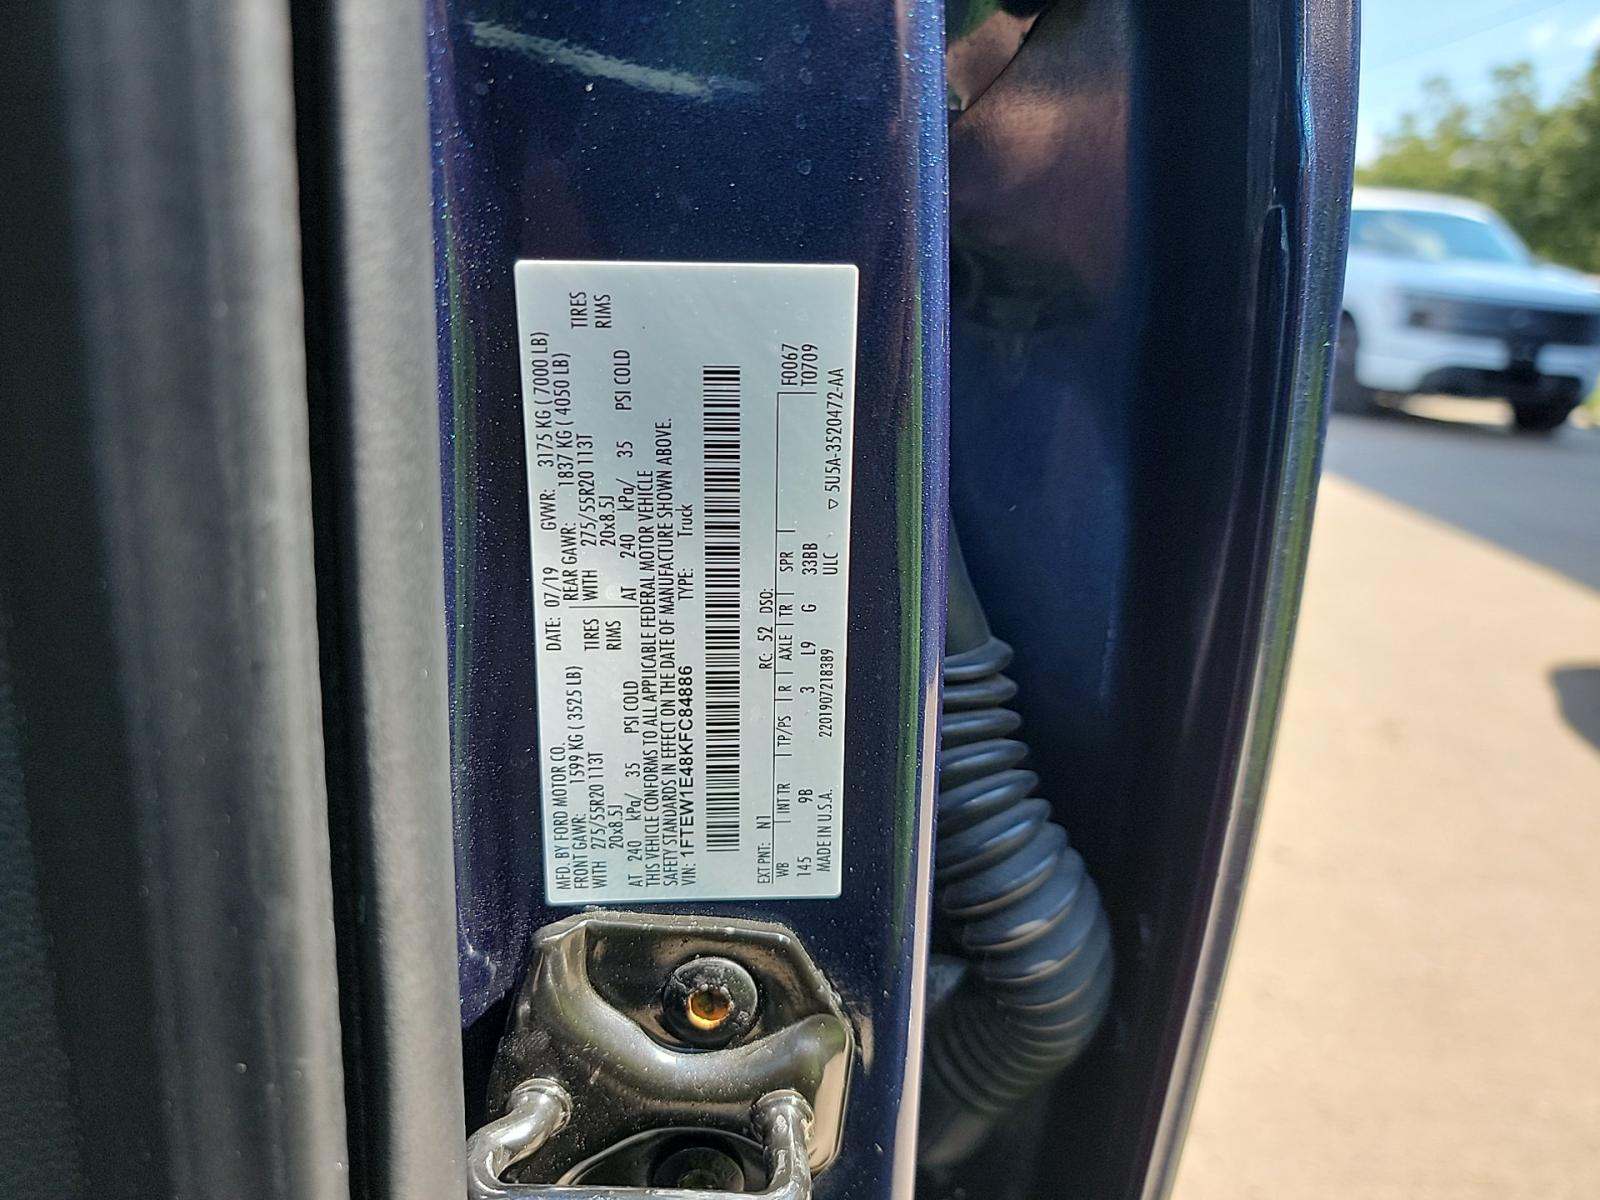 MFD. BY FORD MOTOR CO.
DATE: 07/19 GVWR: 3175 KG ( 7000 LB)
FRONT GAWR: 1599 KG ( 3525 LB)
REAR GAWR: 1837 KG ( 4050 LB)
WITH 275/55R20 113T TIRES
WITH 275/55R20 113T TIRES
20x8.5J RIMS
20x8.5J RIMS
AT 240 kPa/ 35 PSI COLD
AT 240 kPa/ 35 PSI COLD
THIS VEHICLE CONFORMS TO ALL APPLICABLE FEDERAL MOTOR VEHICLE
SAFETY STANDARDS IN EFFECT ON THE DATE OF MANUFACTURE SHOWN ABOVE.
VIN: 1FTEW1E48KFC84886 TYPE: Truck
EXT PNT: N1 RC: 52 DSO:
WB INT TR TP/PS R AXLE TR SPR F0067
145 9B 3 L9 G 33BB T0709
MADE IN U.S.A. 2201907218389 ULC ▽ 5U5A-3520472-AA